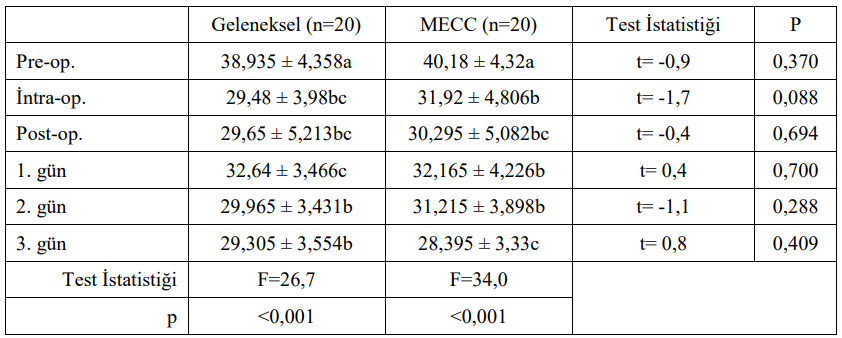 Geleneksel (n=20) MECC (n=20) Test İstatistiği P
Pre-op. 38,935 ± 4,358a 40,18 ± 4,32a t= -0,9 0,370
İntra-op. 29,48 ± 3,98bc 31,92 ± 4,806b t= -1,7 0,088
Post-op. 29,65 ± 5,213bc 30,295 ± 5,082bc t= -0,4 0,694
1. gün 32,64 ± 3,466c 32,165 ± 4,226b t= 0,4 0,700
2. gün 29,965 ± 3,431b 31,215 ± 3,898b t= -1,1 0,288
3. gün 29,305 ± 3,554b 28,395 ± 3,33c t= 0,8 0,409
Test İstatistiği F=26,7 F=34,0
p <0,001 <0,001